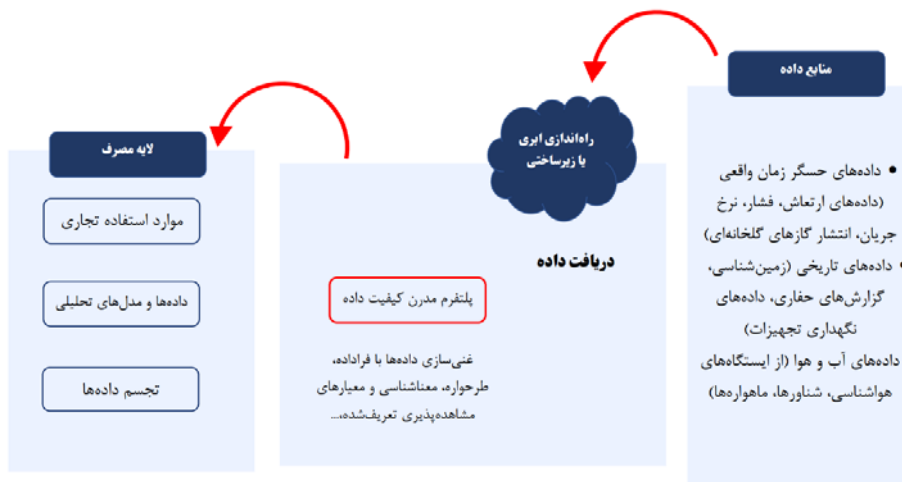 منابع داده
• داده‌های حسگر زمان واقعی
(داده‌های ارتعاش، فشار، نرخ
جریان، انتشار گازهای گلخانه‌ای)
• داده‌های تاریخی (زمین‌شناسی،
گزارش‌های حفاری، داده‌های
نگهداری تجهیزات)
داده‌های آب و هوا (از ایستگاه‌های
هواشناسی، شناورها، ماهواره‌ها)
راه‌اندازی ابری
یا زیرساختی
دریافت داده
پلتفرم مدرن کیفیت داده
غنی‌سازی داده‌ها با فراداده،
طرحواره، معناشناسی و معیارهای
مشاهده‌پذیری تعریف‌شده،...
لایه مصرف
موارد استفاده تجاری
داده‌ها و مدل‌های تحلیلی
تجسم داده‌ها